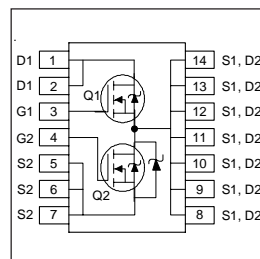 D1 1 14 S1, D2
D1 2 Q1 13 S1, D2
G1 3 12 S1, D2
G2 4 11 S1, D2
S2 5 10 S1, D2
S2 6 9 S1, D2
S2 7 Q2 8 S1, D2